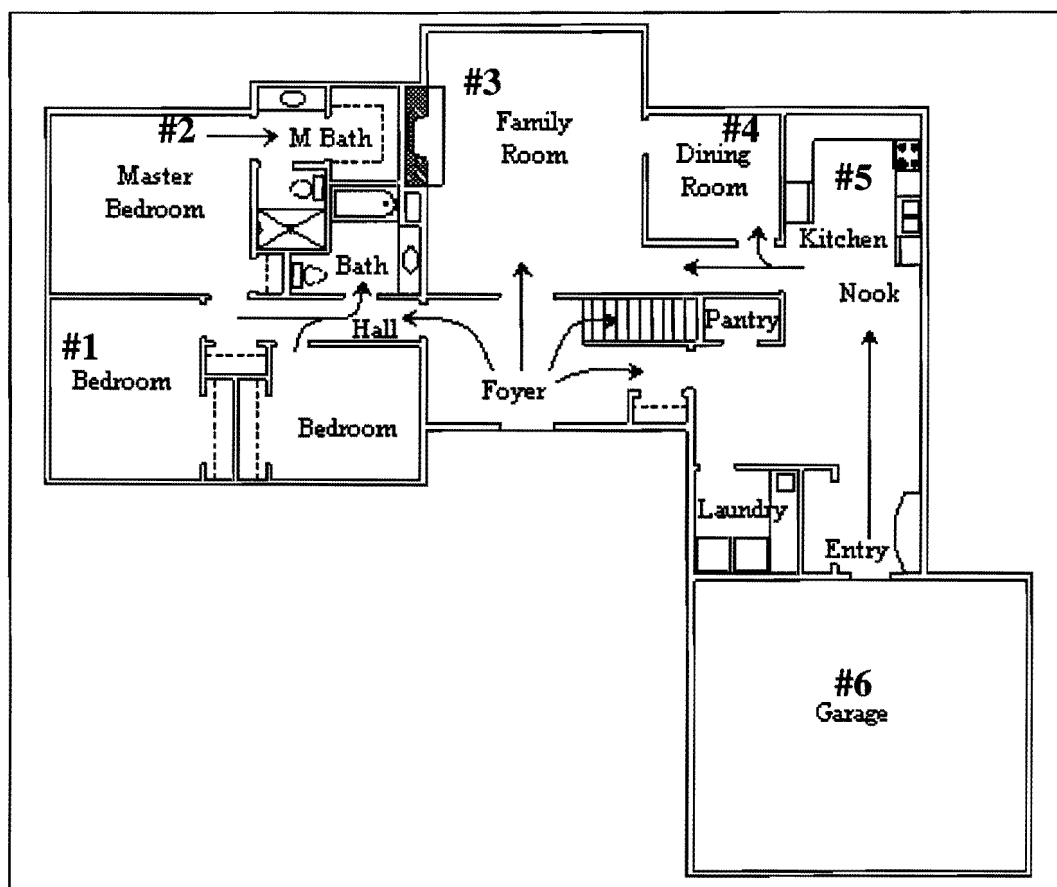 #3
#2
M Bath
Family
Room
#4
Dining
Room
#5
Master
Bedroom
Kitchen
Bath
Nook
#1
Bedroom
Hall
Pantry
Foyer
Bedroom
Laundry
Entry
#6
Garage